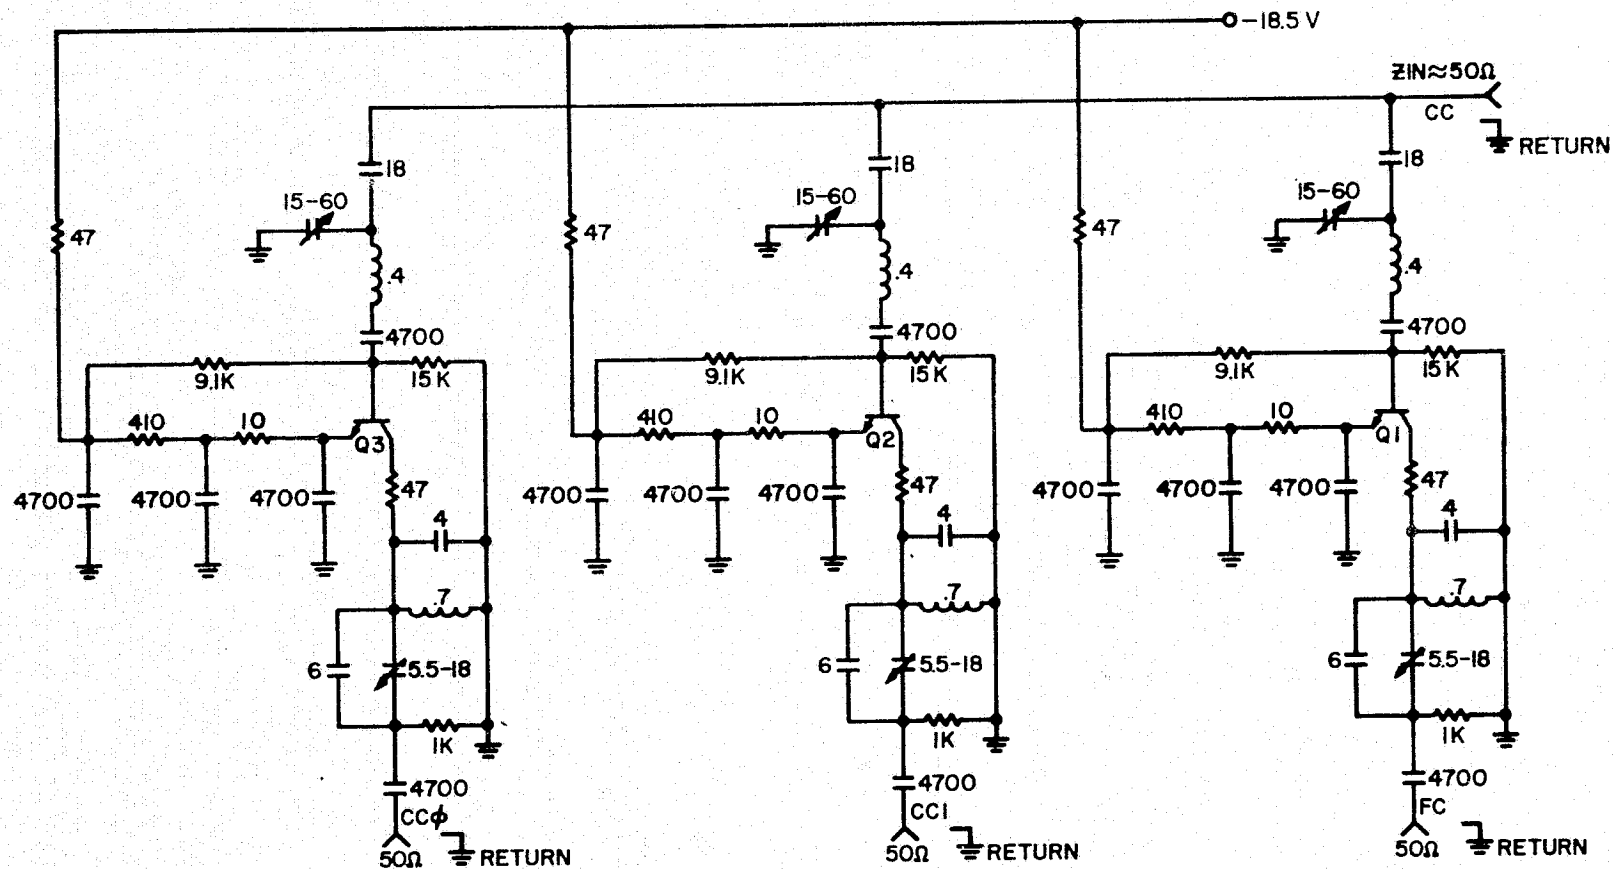 -18.5 V
ZIN≈50Ω
CC
RETURN
18
18
18
15-60
15-60
15-60
47
47
47
.4
.4
.4
4700
4700
4700
9.1K
15K
9.1K
15K
9.1K
15K
410
10
Q3
410
10
Q2
410
10
Q1
47
47
47
4700
4700
4700
4700
4700
4700
4700
4700
4700
4
4
4
.7
.7
.7
6
5.5-18
6
5.5-18
6
5.5-18
1K
1K
1K
4700
4700
4700
CCϕ
CC1
FC
50Ω
RETURN
50Ω
RETURN
50Ω
RETURN